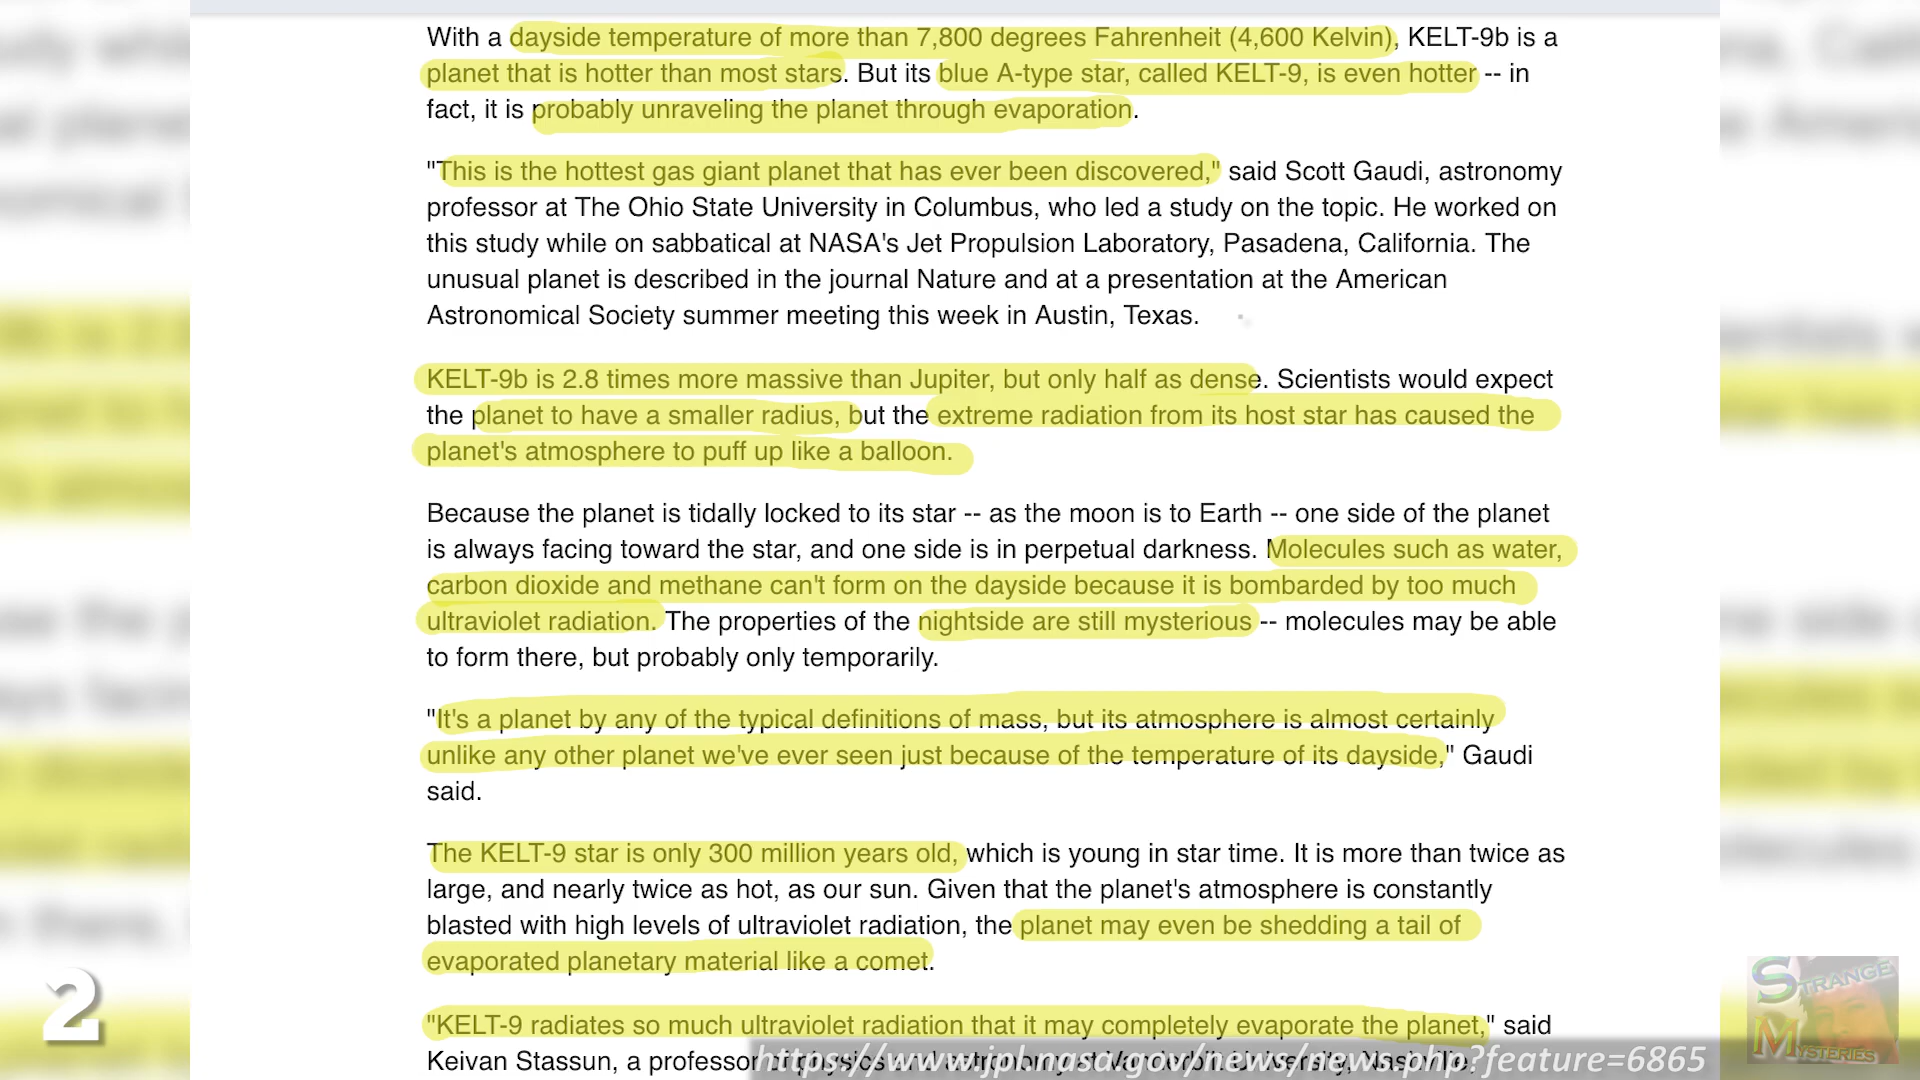 With a dayside temperature of more than 7,800 degrees Fahrenheit (4,600 Kelvin), KELT-9b is a
planet that is hotter than most stars. But its blue A-type star, called KELT-9, is even hotter -- in
fact, it is probably unraveling the planet through evaporation.
"This is the hottest gas giant planet that has ever been discovered," said Scott Gaudi, astronomy
professor at The Ohio State University in Columbus, who led a study on the topic. He worked on
this study while on sabbatical at NASA's Jet Propulsion Laboratory, Pasadena, California. The
unusual planet is described in the journal Nature and at a presentation at the American
Astronomical Society summer meeting this week in Austin, Texas.
KELT-9b is 2.8 times more massive than Jupiter, but only half as dense. Scientists would expect
the planet to have a smaller radius, but the extreme radiation from its host star has caused the
planet's atmosphere to puff up like a balloon.
Because the planet is tidally locked to its star -- as the moon is to Earth -- one side of the planet
is always facing toward the star, and one side is in perpetual darkness. Molecules such as water,
carbon dioxide and methane can't form on the dayside because it is bombarded by too much
ultraviolet radiation. The properties of the nightside are still mysterious -- molecules may be able
to form there, but probably only temporarily.
"It's a planet by any of the typical definitions of mass, but its atmosphere is almost certainly
unlike any other planet we've ever seen just because of the temperature of its dayside," Gaudi
said.
The KELT-9 star is only 300 million years old, which is young in star time. It is more than twice as
large, and nearly twice as hot, as our sun. Given that the planet's atmosphere is constantly
blasted with high levels of ultraviolet radiation, the planet may even be shedding a tail of
evaporated planetary material like a comet.
"KELT-9 radiates so much ultraviolet radiation that it may completely evaporate the planet," said
Keivan Stassun, a professor of physics and astronomy at Vanderbilt University, Nashville,
https://www.jpl.nasa.gov/news/news.php?feature=6865
2
STRANGE
MYSTERIES